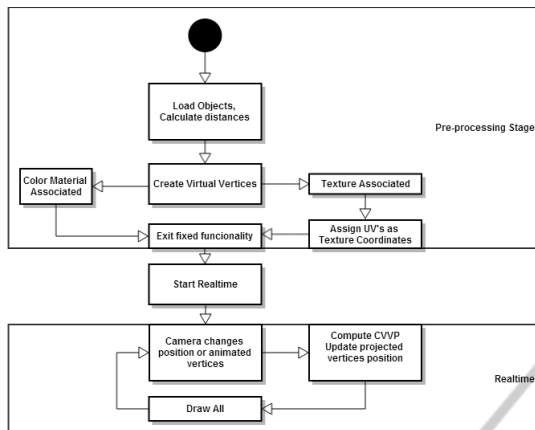 Load Objects,
Calculate distances
Pre-processing Stage
Color Material
Associated
Create Virtual Vertices
Texture Associated
Exit fixed funcionality
Assign UV's as
Texture Coordinates
Start Realtime
Camera changes
position or animated
vertices
Compute CVVP
Update projected
vertices position
Realtime
Draw All